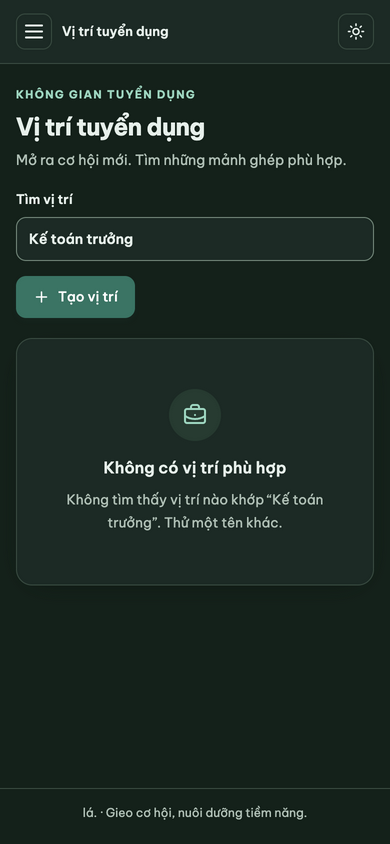 Vị trí tuyển dụng
KHÔNG GIAN TUYỂN DỤNG
Vị trí tuyển dụng
Mở ra cơ hội mới. Tìm những mảnh ghép phù hợp.
Tìm vị trí
Kế toán trưởng
Tạo vị trí
Không có vị trí phù hợp
Không tìm thấy vị trí nào khớp “Kế toán
trưởng”. Thử một tên khác.
lá. · Gieo cơ hội, nuôi dưỡng tiềm năng.